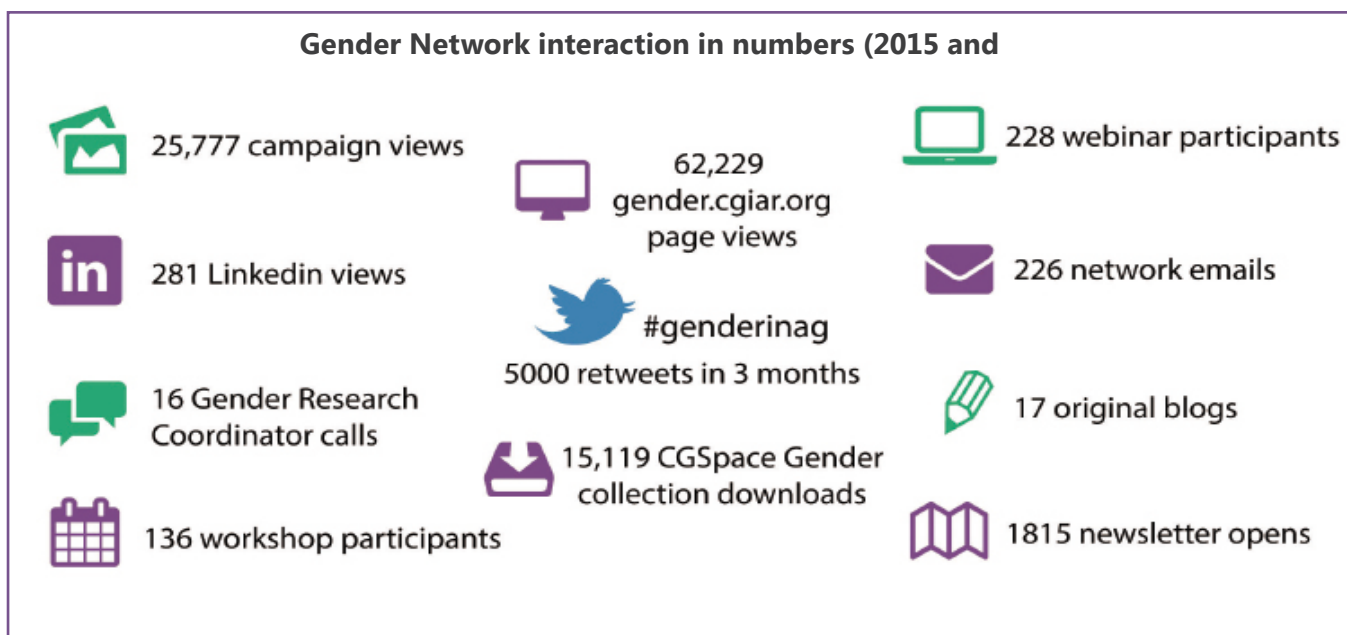 Gender Network interaction in numbers (2015 and
25,777 campaign views
in
281 Linkedin views
16 Gender Research
Coordinator calls
136 workshop participants
62,229
gender.cgiar.org
page views
#genderinag
5000 retweets in 3 months
15,119 CGSpace Gender
collection downloads
228 webinar participants
226 network emails
17 original blogs
1815 newsletter opens